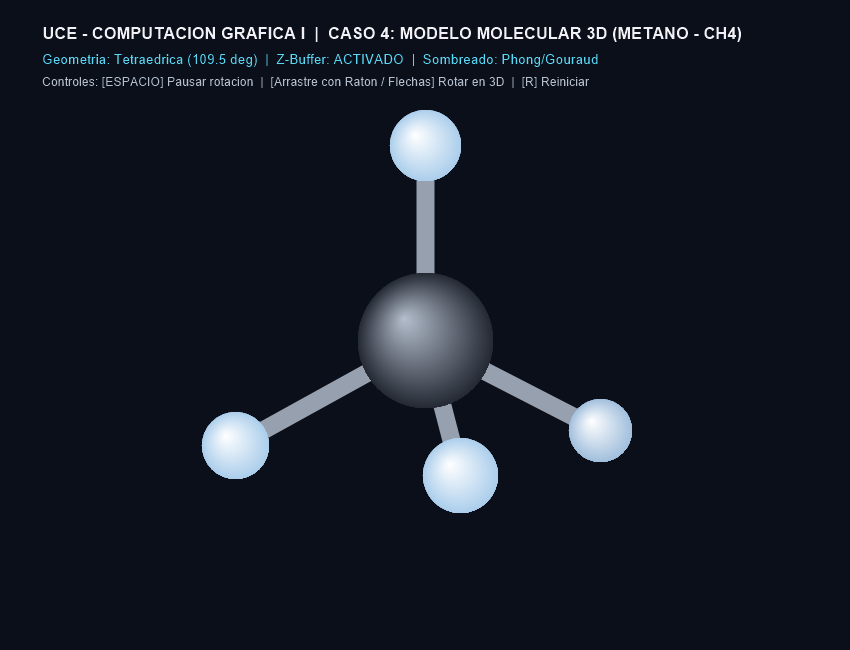 UCE - COMPUTACION GRAFICA I | CASO 4: MODELO MOLECULAR 3D (METANO - CH4)
Geometria: Tetraedrica (109.5 deg) | Z-Buffer: ACTIVADO | Sombreado: Phong/Gouraud
Controles: [ESPACIO] Pausar rotacion | [Arrastre con Raton / Flechas] Rotar en 3D | [R] Reiniciar